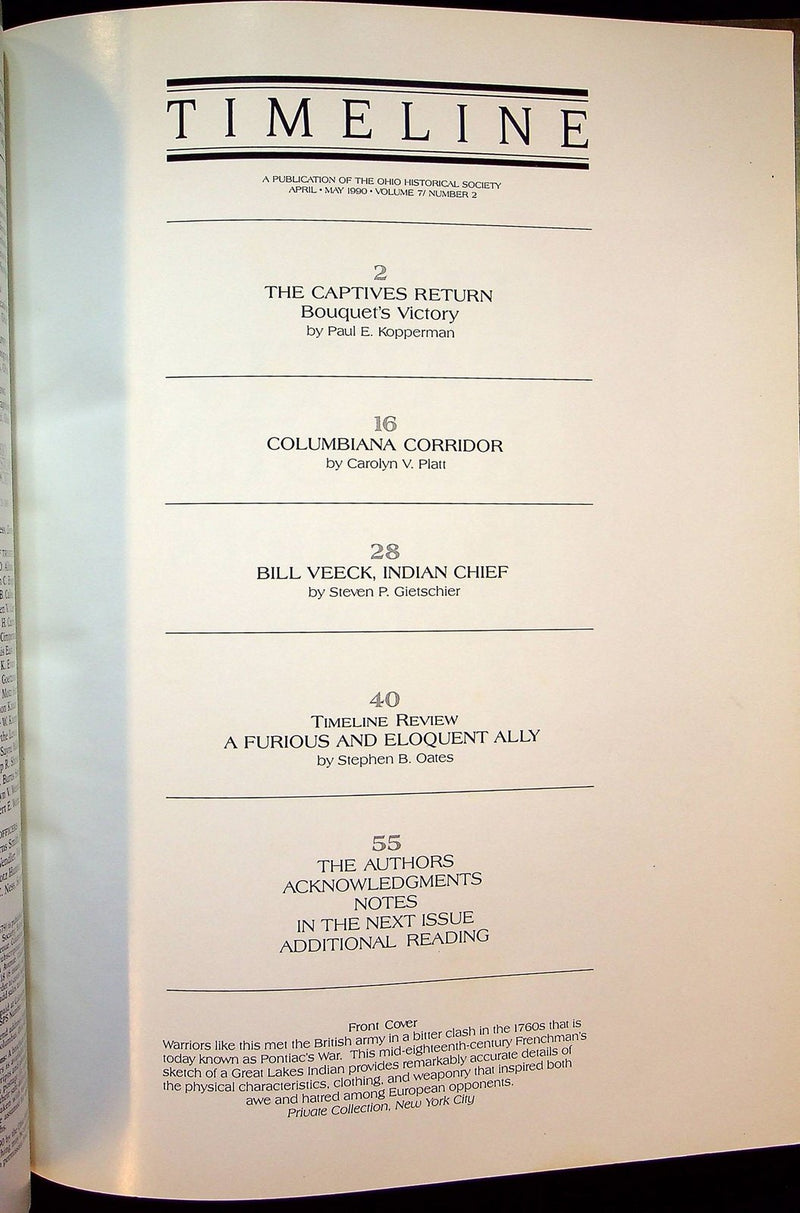 TIMELINE
A PUBLICATION OF THE OHIO HISTORICAL SOCIETY
APRIL • MAY 1990 • VOLUME 7/ NUMBER 2
2
THE CAPTIVES RETURN
Bouquet's Victory
by Paul E. Kopperman
16
COLUMBIANA CORRIDOR
by Carolyn V. Platt
28
BILL VEECK, INDIAN CHIEF
by Steven P. Gietschier
40
TIMELINE REVIEW
A FURIOUS AND ELOQUENT ALLY
by Stephen B. Oates
55
THE AUTHORS
ACKNOWLEDGMENTS
NOTES
IN THE NEXT ISSUE
ADDITIONAL READING
Front Cover
Warriors like this met the British army in a bitter clash in the 1760s that is
today known as Pontiac's War. This mid-eighteenth-century Frenchman's
sketch of a Great Lakes Indian provides remarkably accurate details of
the physical characteristics, clothing, and weaponry that inspired both
awe and hatred among European opponents.
Private Collection, New York City